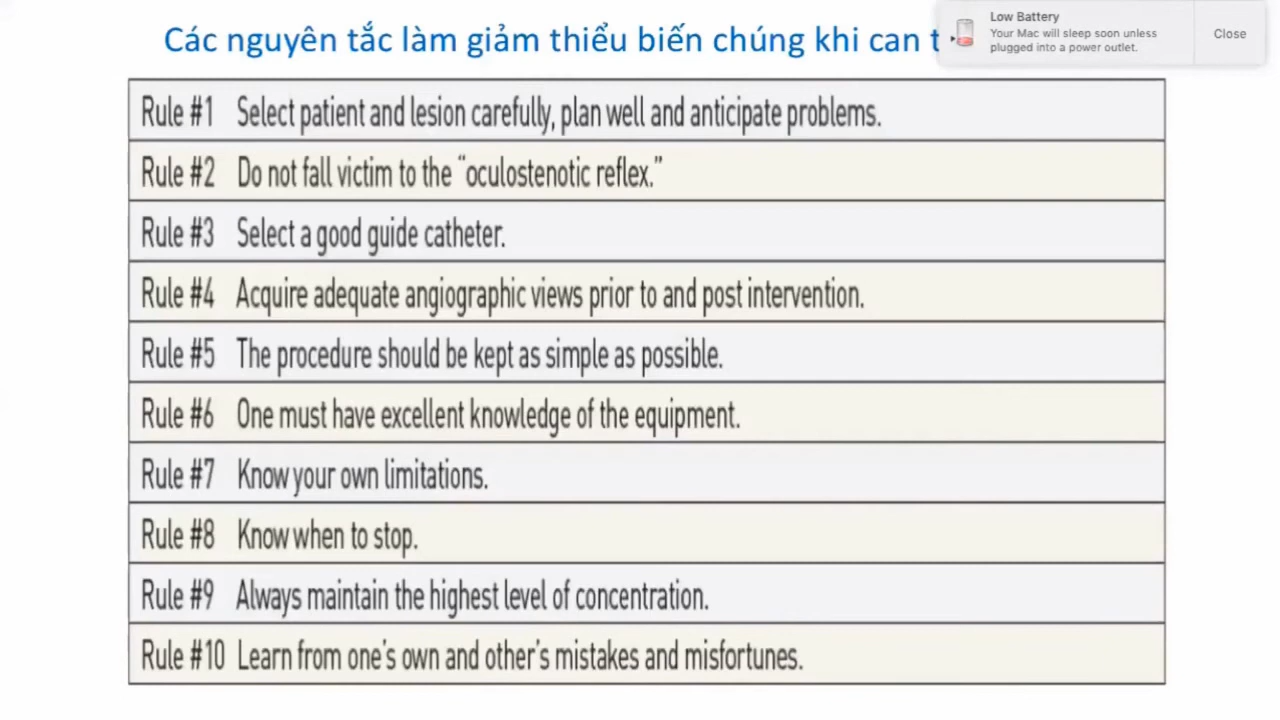 Các nguyên tắc làm giảm thiểu biến chứng khi can
Low Battery
Your Mac will sleep soon unless
plugged into a power outlet.
Close
Rule #1 Select patient and lesion carefully, plan well and anticipate problems.
Rule #2 Do not fall victim to the “oculostenotic reflex.”
Rule #3 Select a good guide catheter.
Rule #4 Acquire adequate angiographic views prior to and post intervention.
Rule #5 The procedure should be kept as simple as possible.
Rule #6 One must have excellent knowledge of the equipment.
Rule #7 Know your own limitations.
Rule #8 Know when to stop.
Rule #9 Always maintain the highest level of concentration.
Rule #10 Learn from one's own and other's mistakes and misfortunes.